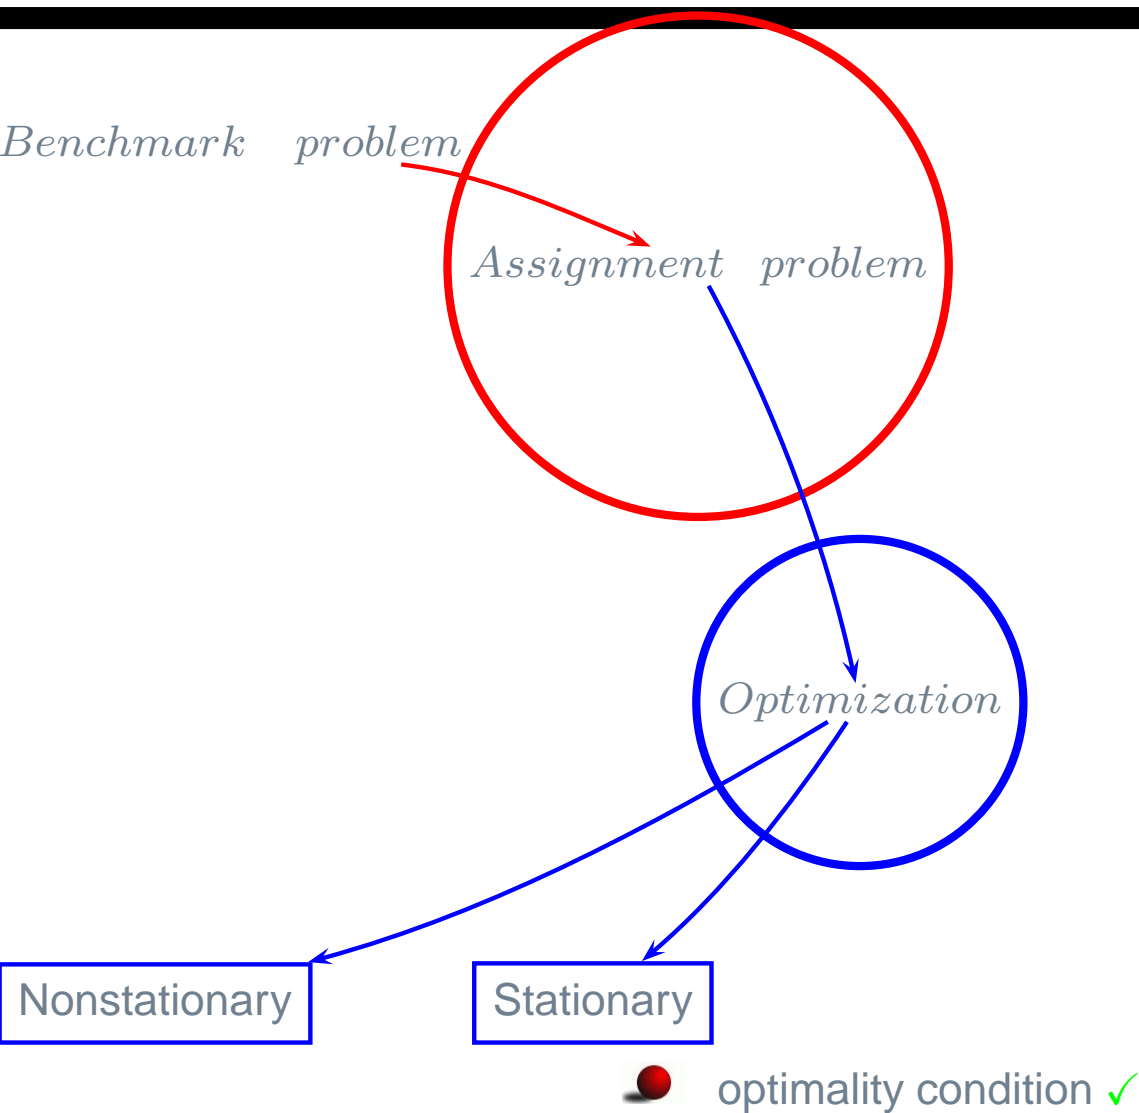 Benchmark problem
Assignment problem
Optimization
Nonstationary
Stationary
optimality condition ✓